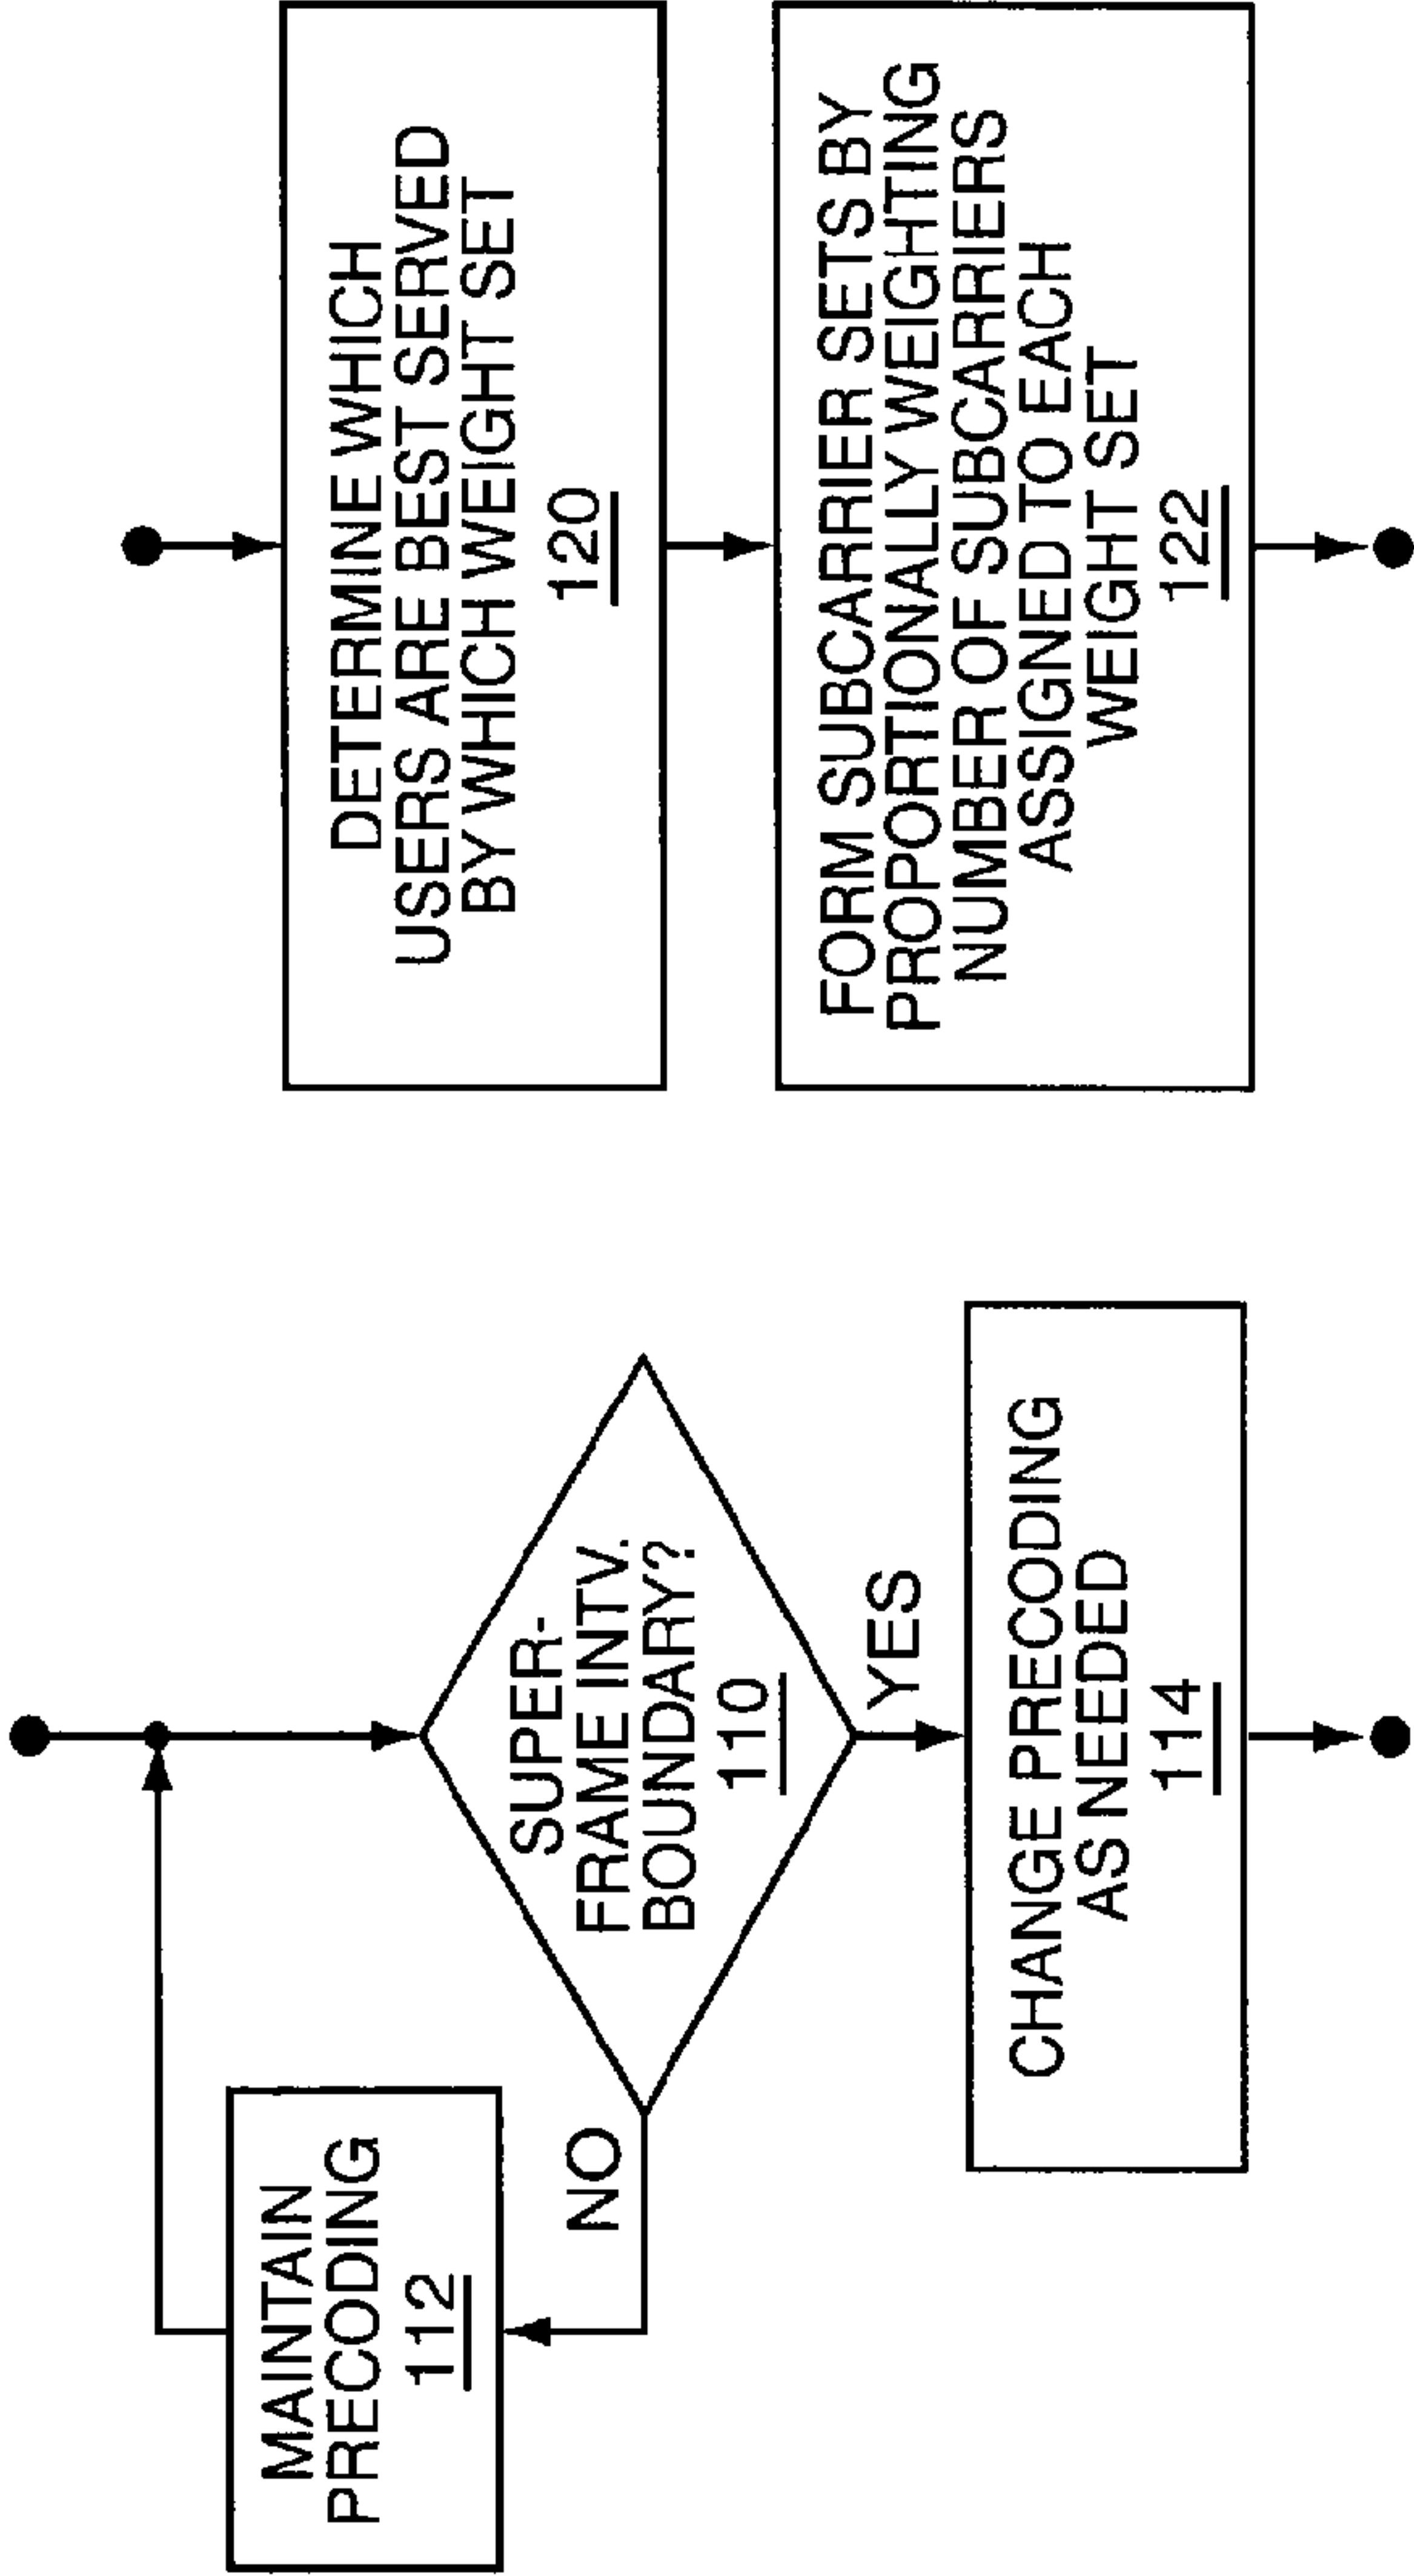 MAINTAIN
PRECODING
112
NO
SUPER-
FRAME INTV.
BOUNDARY?
110
YES
CHANGE PRECODING
AS NEEDED
114
DETERMINE WHICH
USERS ARE BEST SERVED
BY WHICH WEIGHT SET
120
FORM SUBCARRIER SETS BY
PROPORTIONALLY WEIGHTING
NUMBER OF SUBCARRIERS
ASSIGNED TO EACH
WEIGHT SET
122